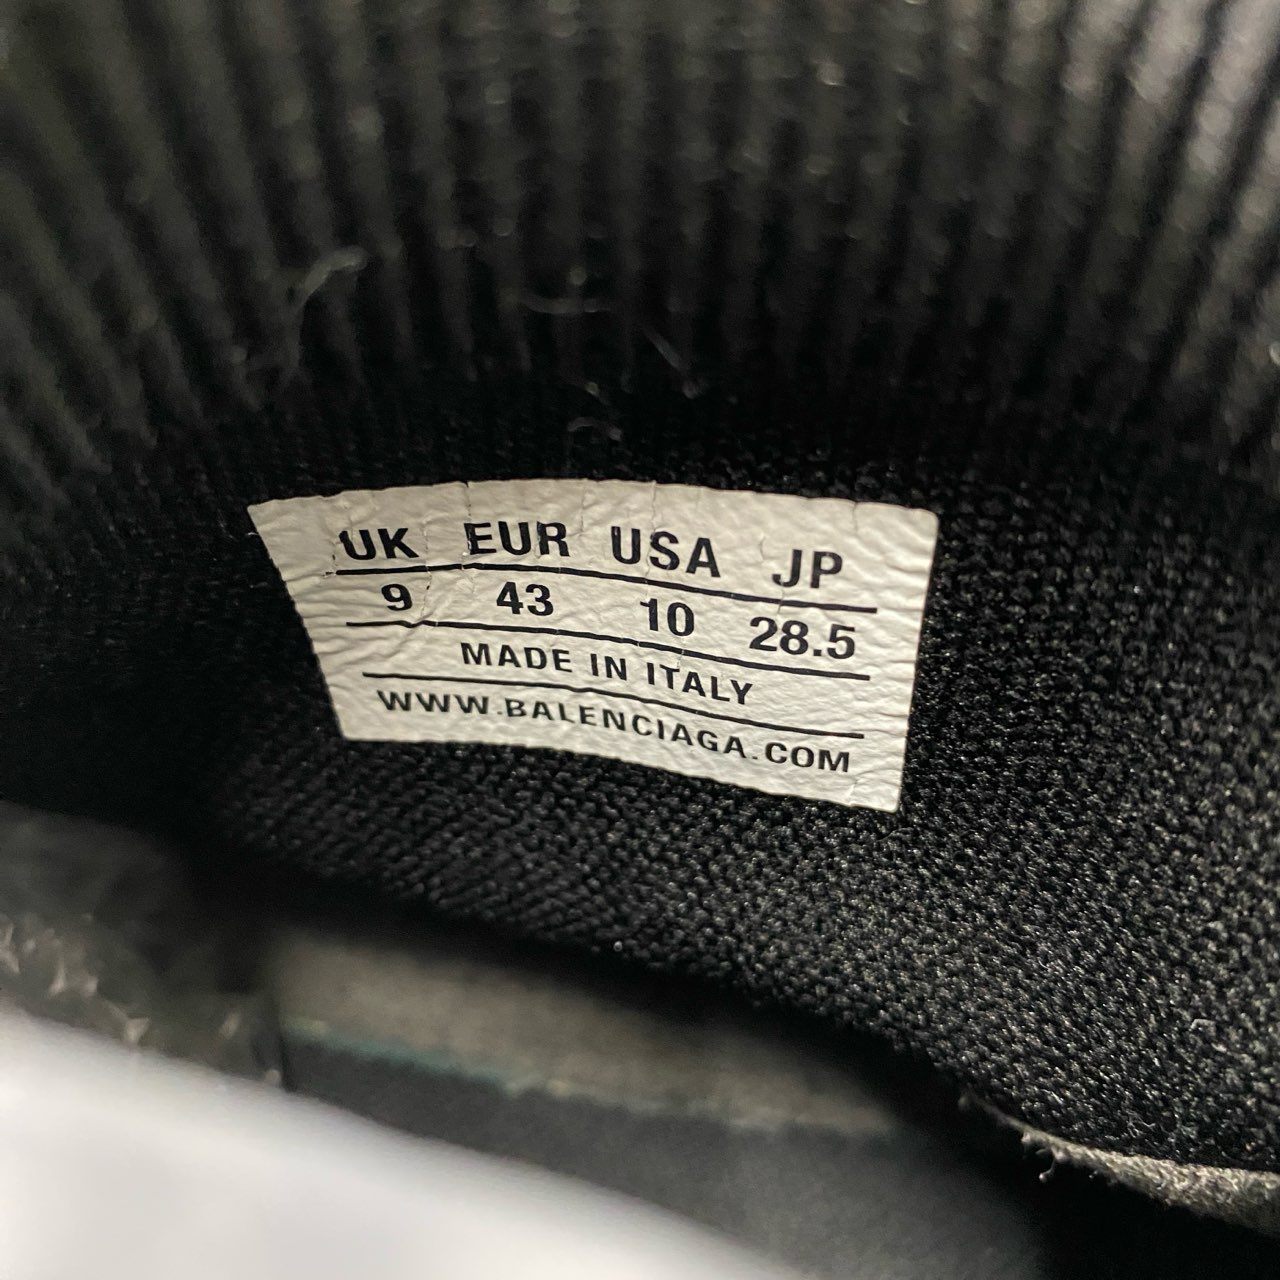 UK EUR USA JP
9 43 10 28.5
MADE IN ITALY
WWW.BALENCIAGA.COM